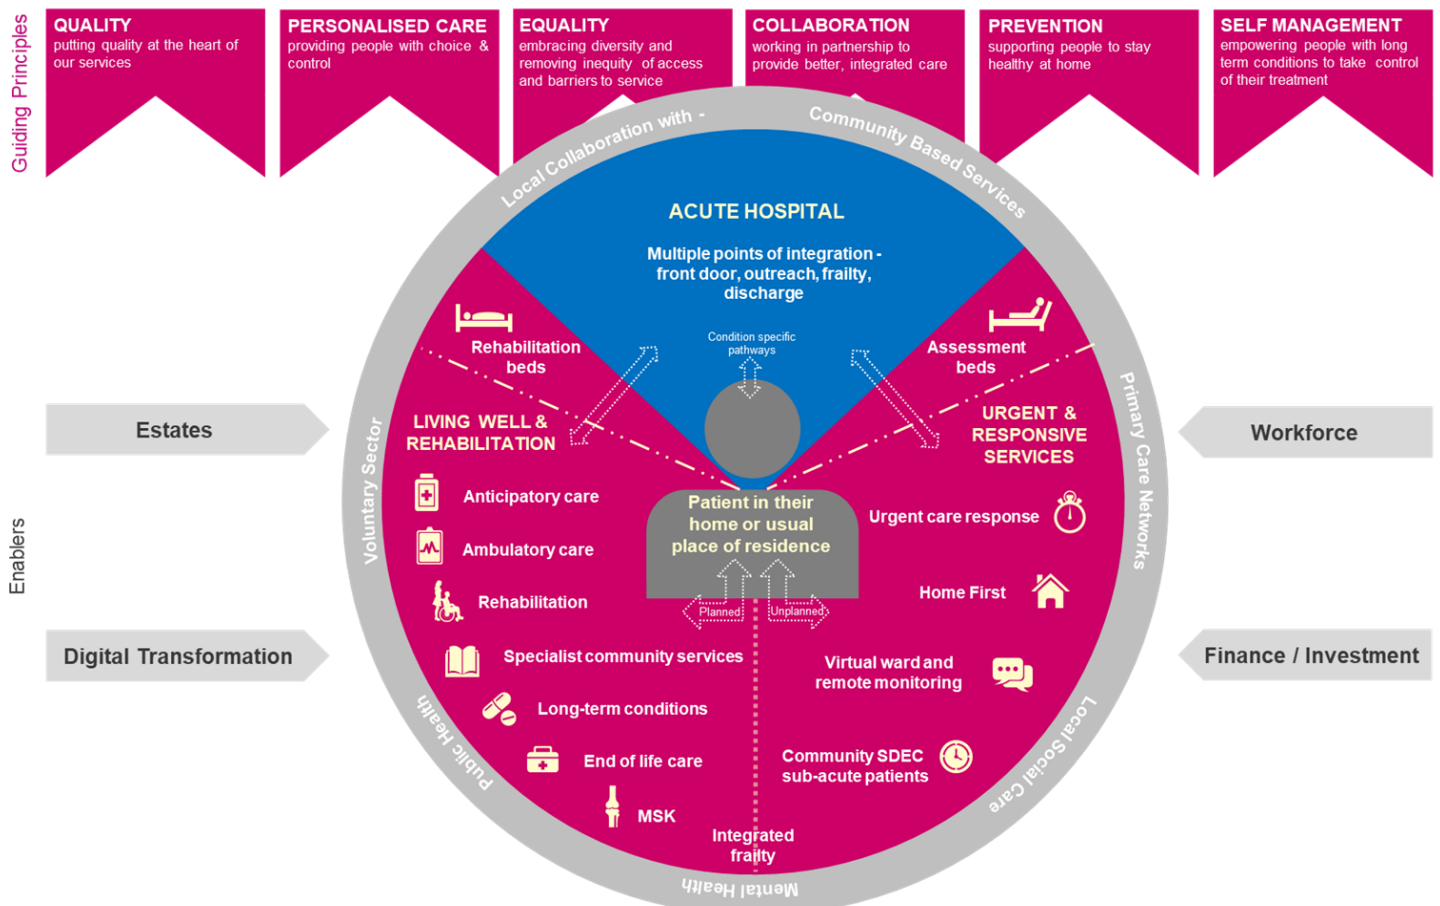 Guiding Principles
QUALITY
putting quality at the heart of
our services
PERSONALISED CARE
providing people with choice &
control
EQUALITY
embracing diversity and
removing inequity of access
and barriers to service
COLLABORATION
working in partnership to
provide better, integrated care
PREVENTION
supporting people to stay
healthy at home
SELF MANAGEMENT
empowering people with long
term conditions to take control
of their treatment
Local Collaboration with -
Community Based Services
Primary Care Networks
Local Social Care
Mental Health
Public Health
Voluntary Sector
ACUTE HOSPITAL
Multiple points of integration -
front door, outreach, frailty,
discharge
Condition specific
pathways
Rehabilitation
beds
Assessment
beds
LIVING WELL &
REHABILITATION
Anticipatory care
Ambulatory care
Rehabilitation
Specialist community services
Long-term conditions
End of life care
MSK
Integrated
frailty
Patient in their
home or usual
place of residence
Planned
Unplanned
URGENT &
RESPONSIVE
SERVICES
Urgent care response
Home First
Virtual ward and
remote monitoring
Community SDEC
sub-acute patients
Enablers
Estates
Digital Transformation
Workforce
Finance / Investment